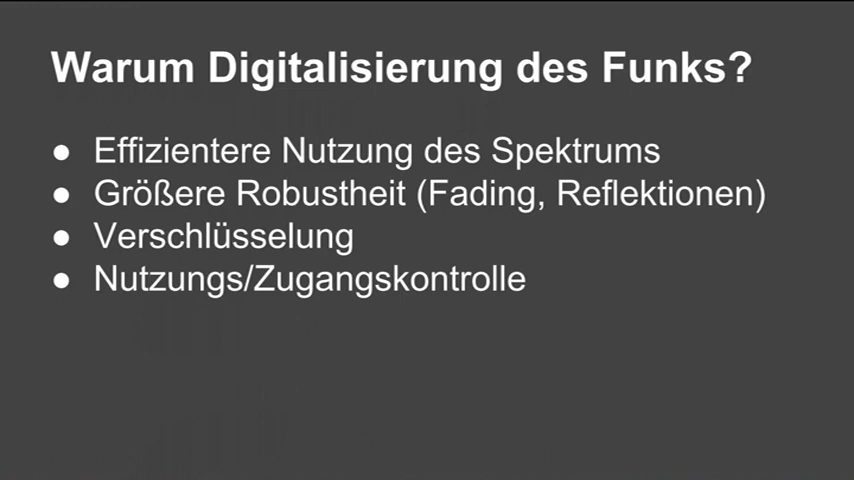 Warum Digitalisierung des Funks?
● Effizientere Nutzung des Spektrums
● Größere Robustheit (Fading, Reflektionen)
● Verschlüsselung
● Nutzungs/Zugangskontrolle